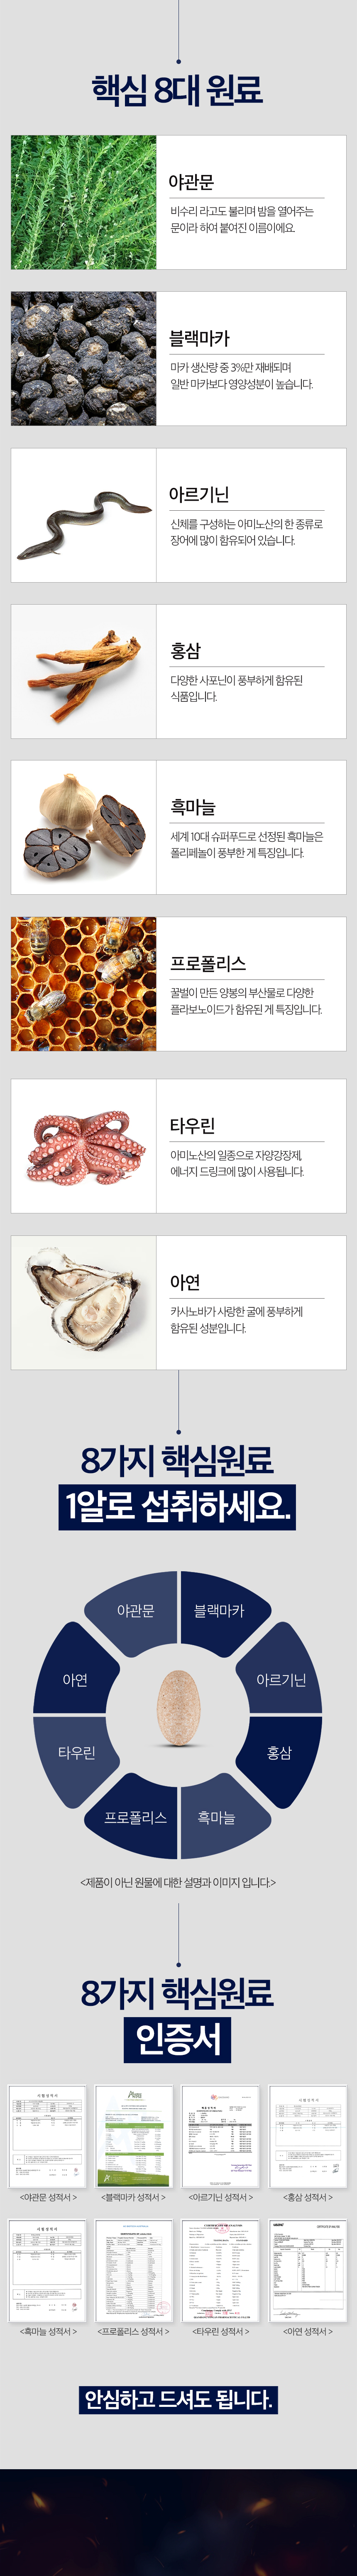 핵심 8대 원료
야관문
비수리 라고도 불리며 밤을 열어주는
문이라 하여 붙여진 이름이에요.
블랙마카
마카 생산량 중 3%만 재배되며
일반 마카보다 영양성분이 높습니다.
아르기닌
신체를 구성하는 아미노산의 한 종류로
장어에 많이 함유되어 있습니다.
홍삼
다양한 사포닌이 풍부하게 함유된
식품입니다.
흑마늘
세계 10대 슈퍼푸드로 선정된 흑마늘은
폴리페놀이 풍부한 게 특징입니다.
프로폴리스
꿀벌이 만든 양봉의 부산물로 다양한
플라보노이드가 함유된 게 특징입니다.
타우린
아미노산의 일종으로 자양강장제,
에너지 드링크에 많이 사용됩니다.
아연
카사노바가 사랑한 굴에 풍부하게
함유된 성분입니다.
8가지 핵심원료
1알로 섭취하세요.
야관문
블랙마카
아연
아르기닌
타우린
홍삼
프로폴리스
흑마늘
<제품이 아닌 원물에 대한 설명과 이미지 입니다.>
8가지 핵심원료
인증서
<야관문 성적서 >
<블랙마카 성적서 >
<아르기닌 성적서 >
<홍삼 성적서 >
<흑마늘 성적서 >
<프로폴리스 성적서 >
<타우린 성적서 >
<아연 성적서 >
안심하고 드셔도 됩니다.